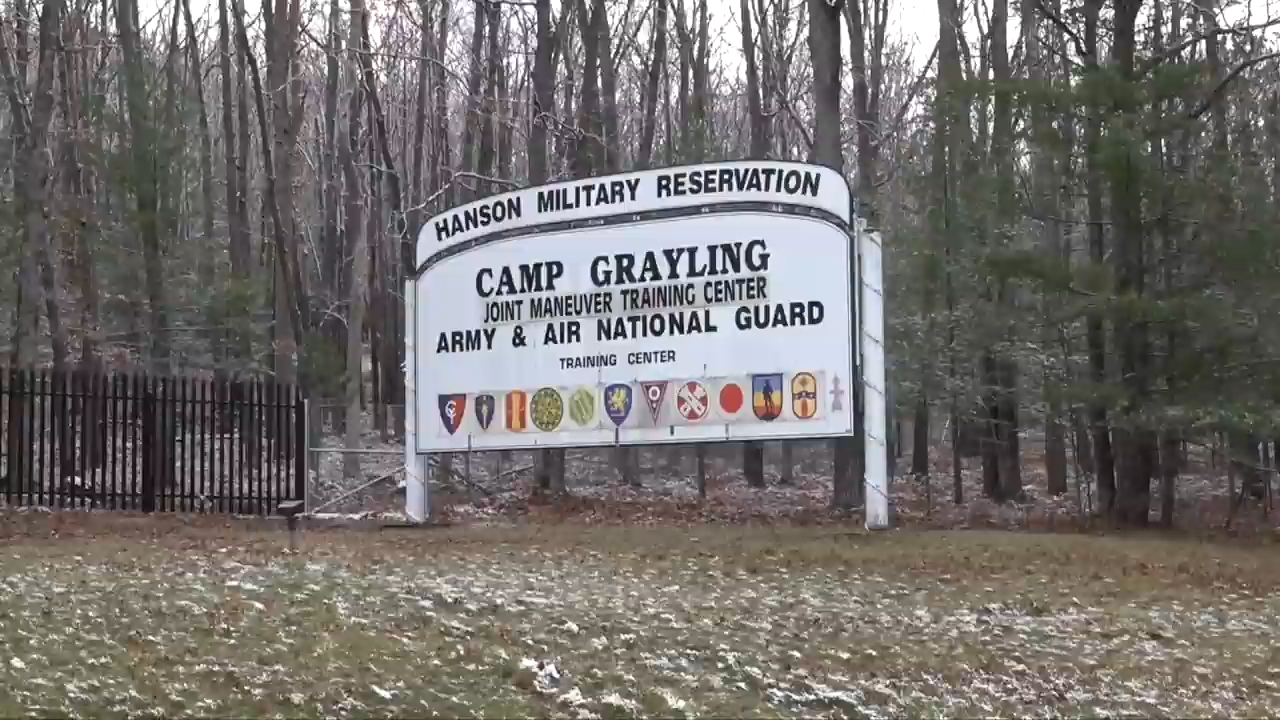 HANSON MILITARY RESERVATION
CAMP GRAYLING
JOINT MANEUVER TRAINING CENTER
ARMY & AIR NATIONAL GUARD
TRAINING CENTER